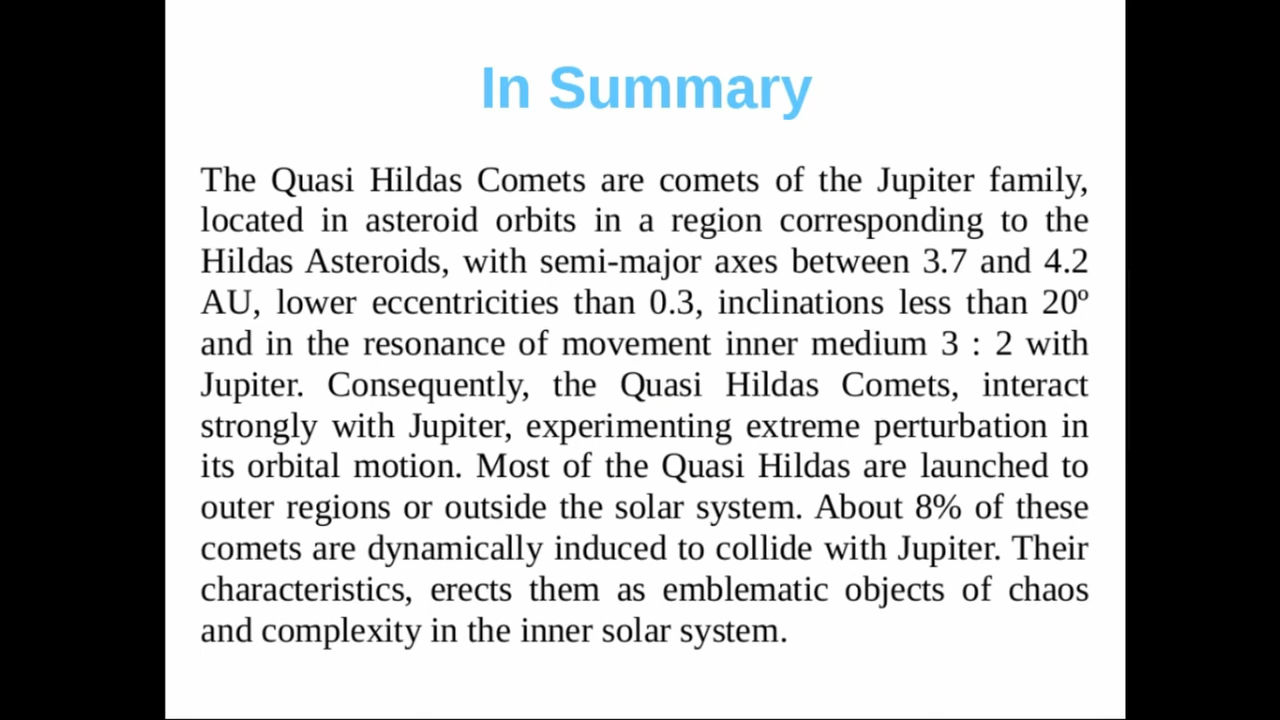 In Summary
The Quasi Hildas Comets are comets of the Jupiter family,
located in asteroid orbits in a region corresponding to the
Hildas Asteroids, with semi-major axes between 3.7 and 4.2
AU, lower eccentricities than 0.3, inclinations less than 20º
and in the resonance of movement inner medium 3 : 2 with
Jupiter. Consequently, the Quasi Hildas Comets, interact
strongly with Jupiter, experimenting extreme perturbation in
its orbital motion. Most of the Quasi Hildas are launched to
outer regions or outside the solar system. About 8% of these
comets are dynamically induced to collide with Jupiter. Their
characteristics, erects them as emblematic objects of chaos
and complexity in the inner solar system.